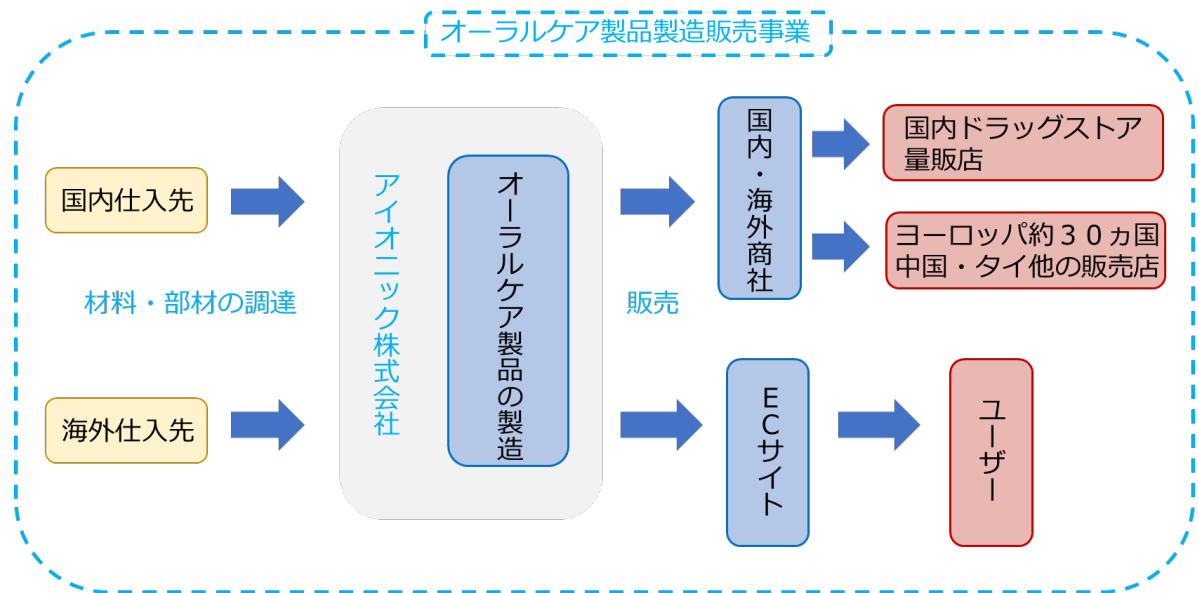 オーラルケア製品製造販売事業
国内仕入先
材料・部材の調達
海外仕入先
アイオニック株式会社
オーラルケア製品の製造
販売
国内・海外商社
国内ドラッグストア
量販店
ヨーロッパ約３０ヵ国
中国・タイ他の販売店
ＥＣサイト
ユーザー